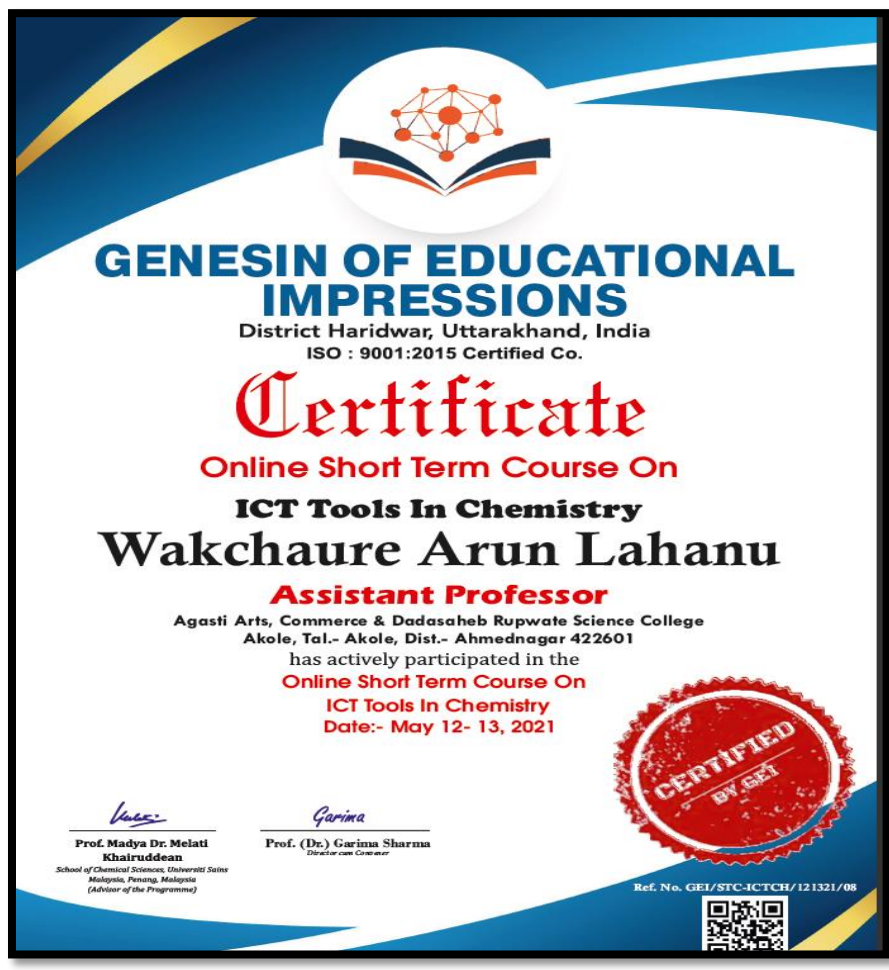 GENESIN OF EDUCATIONAL
IMPRESSIONS
District Haridwar, Uttarakhand, India
ISO : 9001:2015 Certified Co.
Certificate
Online Short Term Course On
ICT Tools In Chemistry
Wakchaure Arun Lahanu
Assistant Professor
Agasti Arts, Commerce & Dadasaheb Rupwate Science College
Akole, Tal.- Akole, Dist.- Ahmednagar 422601
has actively participated in the
Online Short Term Course On
ICT Tools In Chemistry
Date:- May 12- 13, 2021
CERTIFIED
BY GEI
Garima
Prof. Madya Dr. Melati
Khairuddean
School of Chemical Sciences, Universiti Sains
Malaysia, Penang, Malaysia
(Advisor of the Programme)
Prof. (Dr.) Garima Sharma
Director cum Convener
Ref. No. GEI/STC-ICTCH/121321/08